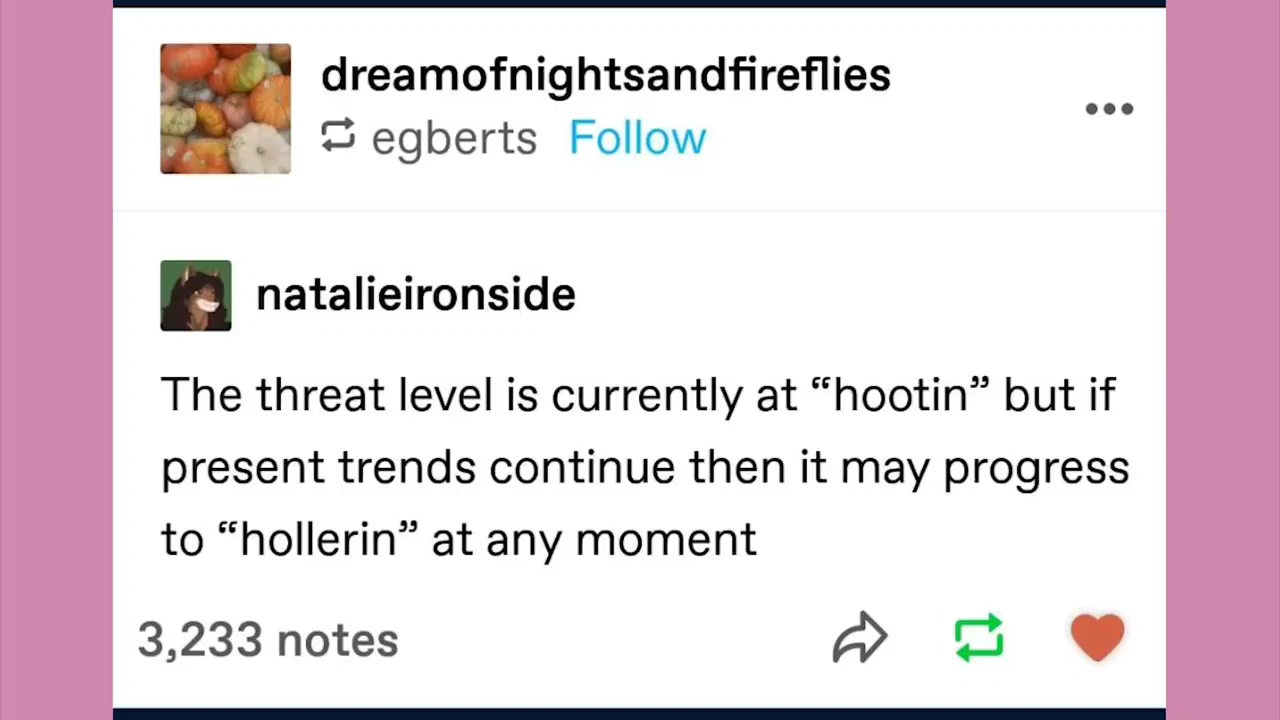 dreamofnightsandfireflies
egberts Follow
natalieironside
The threat level is currently at “hootin” but if
present trends continue then it may progress
to “hollerin” at any moment
3,233 notes